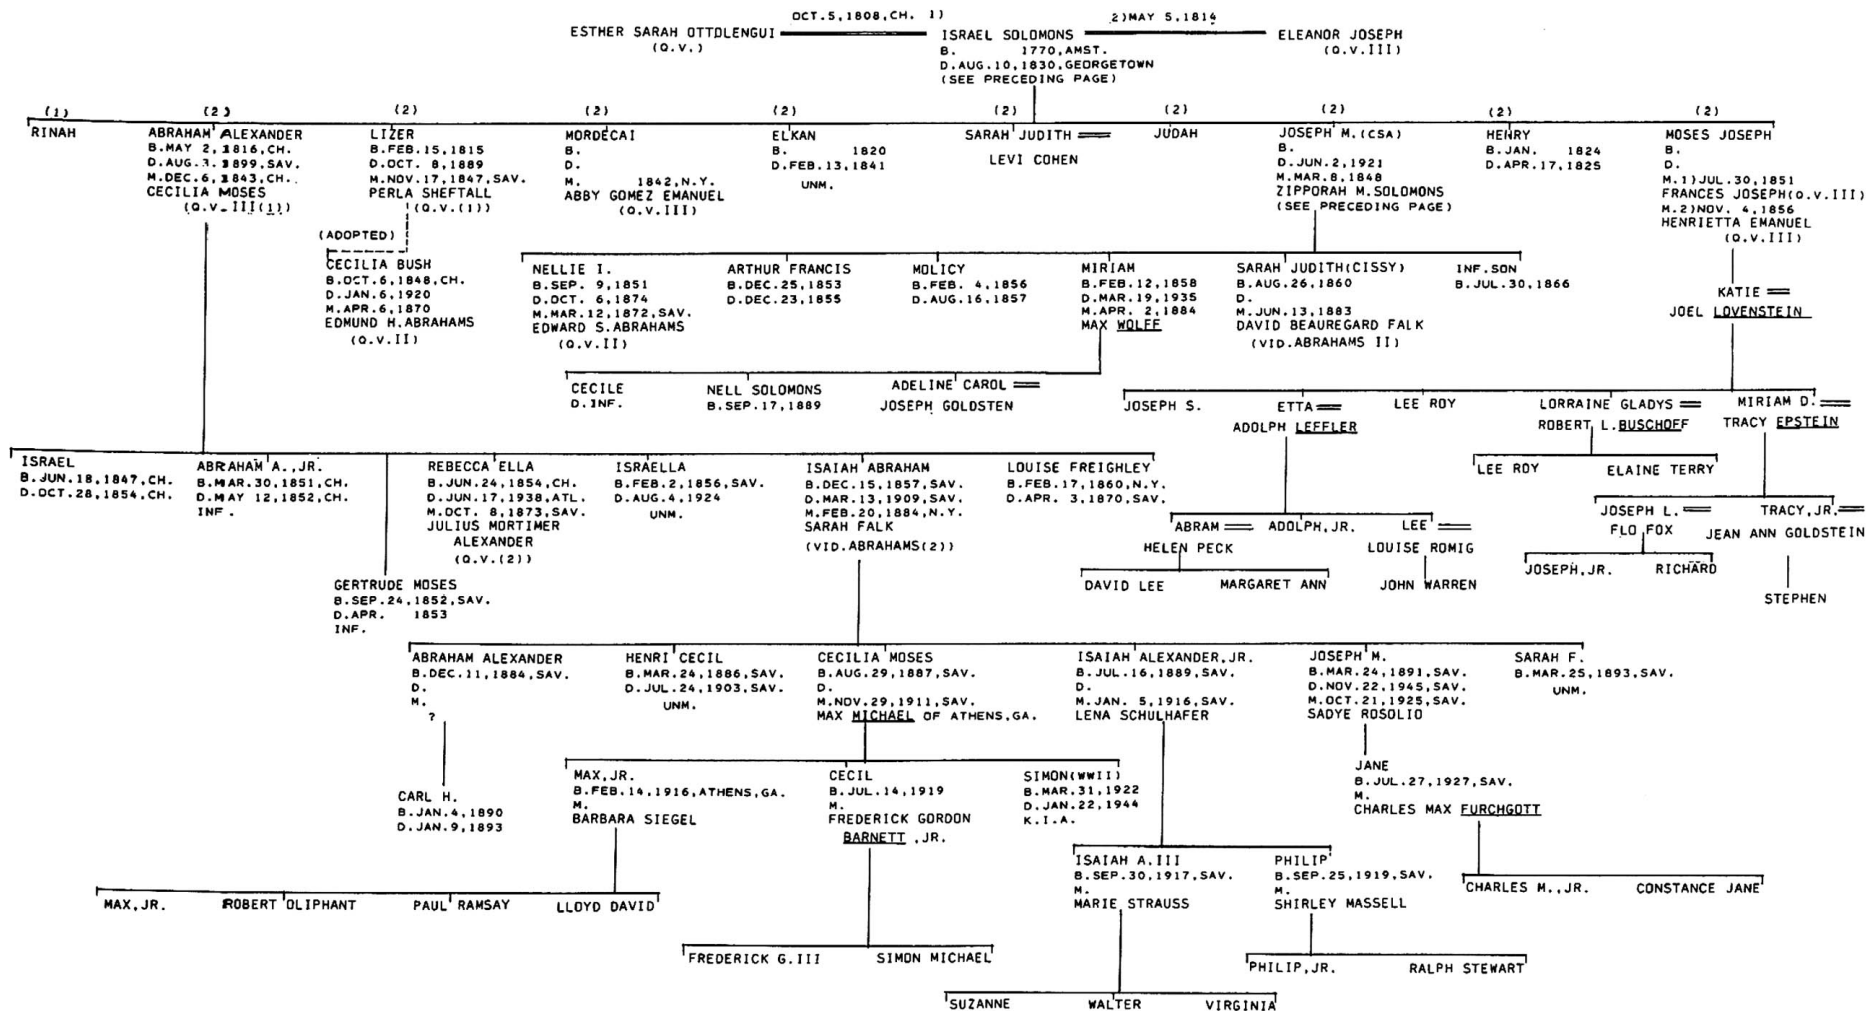 OCT.5,1808,CH. 1)
2)MAY 5,1814
ESTHER SARAH OTTOLENGUI
(Q.V.)
ISRAEL SOLOMONS
B. 1770,AMST.
D.AUG.10,1830,GEORGETOWN
(SEE PRECEDING PAGE)
ELEANOR JOSEPH
(Q.V.III)
(1)
RINAH
(2)
ABRAHAM ALEXANDER
B.MAY 2,1816,CH.
D.AUG.3.1899,SAV.
M.DEC.6,1843,CH.
CECILIA MOSES
(Q.V.III(1))
(2)
LIZER
B.FEB.15,1815
D.OCT. 8,1889
M.NOV.17,1847,SAV.
PERLA SHEFTALL
(Q.V.(1))
(2)
MORDECAI
B.
D.
M. 1842,N.Y.
ABBY GOMEZ EMANUEL
(Q.V.III)
(2)
ELKAN
B. 1820
D.FEB.13,1841
UNM.
(2)
SARAH JUDITH
LEVI COHEN
(2)
JUDAH
(2)
JOSEPH M.(CSA)
B.
D.JUN.2,1921
M.MAR.8,1848
ZIPPORAH M.SOLOMONS
(SEE PRECEDING PAGE)
(2)
HENRY
B.JAN. 1824
D.APR.17,1825
(2)
MOSES JOSEPH
B.
D.
M.1)JUL.30,1851
FRANCES JOSEPH(Q.V.III)
M.2)NOV. 4,1856
HENRIETTA EMANUEL
(Q.V.III)
(ADOPTED)
CECILIA BUSH
B.OCT.6,1848,CH.
D.JAN.6,1920
M.APR.6,1870
EDMUND H.ABRAHAMS
(Q.V.II)
NELLIE I.
B.SEP. 9,1851
D.OCT. 6,1874
M.MAR.12,1872,SAV.
EDWARD S.ABRAHAMS
(Q.V.II)
ARTHUR FRANCIS
B.DEC.25,1853
D.DEC.23,1855
MOLICY
B.FEB. 4,1856
D.AUG.16,1857
MIRIAM
B.FEB.12,1858
D.MAR.19,1935
M.APR. 2,1884
MAX WOLFF
SARAH JUDITH(CISSY)
B.AUG.26,1860
D.
M.JUN.13,1883
DAVID BEAUREGARD FALK
(VID.ABRAHAMS II)
INF.SON
B.JUL.30,1866
KATIE
JOEL LOVENSTEIN
CECILE
D.INF.
NELL SOLOMONS
B.SEP.17,1889
ADELINE CAROL
JOSEPH GOLDSTEN
JOSEPH S.
ETTA
ADOLPH LEFFLER
LEE ROY
LORRAINE GLADYS
ROBERT L.BUSCHOFF
MIRIAM D.
TRACY EPSTEIN
LEE ROY
ELAINE TERRY
ISRAEL
B.JUN.18,1847,CH.
D.OCT.28,1854,CH.
ABRAHAM A.,JR.
B.MAR.30,1851,CH.
D.MAY 12,1852,CH.
INF.
REBECCA ELLA
B.JUN.24,1854,CH.
D.JUN.17,1938,ATL.
M.OCT. 8,1873,SAV.
JULIUS MORTIMER
ALEXANDER
(Q.V.(2))
ISRAELLA
B.FEB.2,1856,SAV.
D.AUG.4,1924
UNM.
ISAIAH ABRAHAM
B.DEC.15,1857,SAV.
D.MAR.13,1909,SAV.
M.FEB.20,1884,N.Y.
SARAH FALK
(VID.ABRAHAMS(2))
LOUISE FREIGHLEY
B.FEB.17,1860,N.Y.
D.APR. 3,1870,SAV.
ABRAM
HELEN PECK
ADOLPH,JR.
LEE
LOUISE ROMIG
JOSEPH L.
FLO FOX
TRACY,JR.
JEAN ANN GOLDSTEIN
DAVID LEE
MARGARET ANN
JOHN WARREN
JOSEPH,JR.
RICHARD
STEPHEN
GERTRUDE MOSES
B.SEP.24,1852,SAV.
D.APR. 1853
INF.
ABRAHAM ALEXANDER
B.DEC.11,1884,SAV.
D.
M.
?
HENRI CECIL
B.MAR.24,1886,SAV.
D.JUL.24,1903,SAV.
UNM.
CECILIA MOSES
B.AUG.29,1887,SAV.
D.
M.NOV.29,1911,SAV.
MAX MICHAEL OF ATHENS,GA.
ISAIAH ALEXANDER,JR.
B.JUL.16,1889,SAV.
D.
M.JAN. 5,1916,SAV.
LENA SCHULHAFER
JOSEPH M.
B.MAR.24,1891,SAV.
D.NOV.22,1945,SAV.
M.OCT.21,1925,SAV.
SADYE ROSOLIO
SARAH F.
B.MAR.25,1893,SAV.
UNM.
CARL H.
B.JAN.4,1890
D.JAN.9,1893
MAX,JR.
B.FEB.14,1916,ATHENS,GA.
M.
BARBARA SIEGEL
CECIL
B.JUL.14,1919
M.
FREDERICK GORDON
BARNETT ,JR.
SIMON(WWII)
B.MAR.31,1922
D.JAN.22,1944
K.I.A.
JANE
B.JUL.27,1927,SAV.
M.
CHARLES MAX FURCHGOTT
ISAIAH A.III
B.SEP.30,1917,SAV.
M.
MARIE STRAUSS
PHILIP
B.SEP.25,1919,SAV.
M.
SHIRLEY MASSELL
CHARLES M.,JR.
CONSTANCE JANE
MAX,JR.
ROBERT OLIPHANT
PAUL RAMSAY
LLOYD DAVID
FREDERICK G.III
SIMON MICHAEL
PHILIP,JR.
RALPH STEWART
SUZANNE
WALTER
VIRGINIA